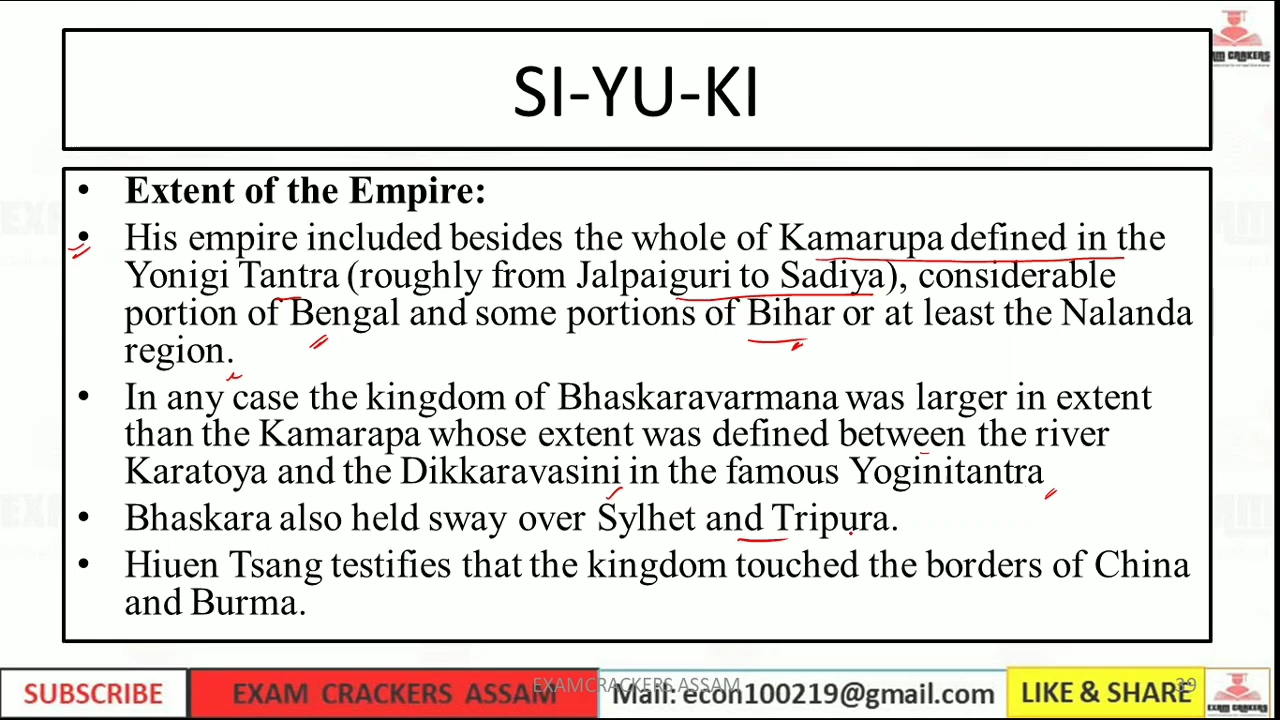 SI-YU-KI
• Extent of the Empire:
• His empire included besides the whole of Kamarupa defined in the
Yonigi Tantra (roughly from Jalpaiguri to Sadiya), considerable
portion of Bengal and some portions of Bihar or at least the Nalanda
region.
• In any case the kingdom of Bhaskaravarmana was larger in extent
than the Kamarapa whose extent was defined between the river
Karatoya and the Dikkaravasini in the famous Yoginitantra
• Bhaskara also held sway over Sylhet and Tripura.
• Hiuen Tsang testifies that the kingdom touched the borders of China
and Burma.
SUBSCRIBE
EXAM CRACKERS ASSAM
EXAMCRACKERS ASSAM
Mail: econ100219@gmail.com
LIKE & SHARE
39